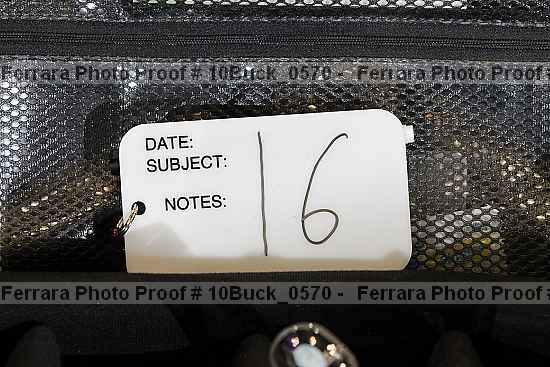 Ferrara Photo Proof # 10Buck_0570 - Ferrara Photo Proof #
DATE:
SUBJECT:
NOTES:
16
Ferrara Photo Proof # 10Buck_0570 - Ferrara Photo Proof #